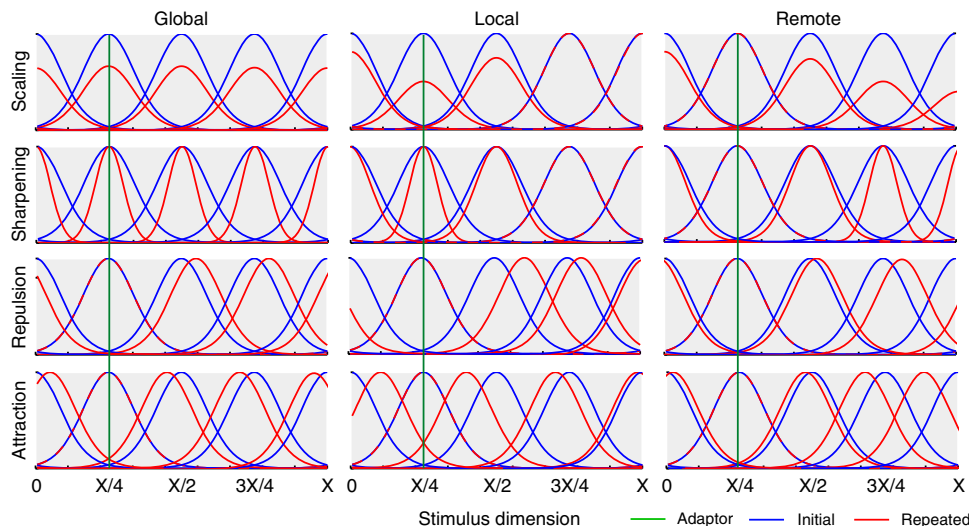 Global Local Remote
Scaling
Sharpening
Repulsion
Attraction
0 X/4 X/2 3X/4 X X/4 X/2 3X/4 X X/4 X/2 3X/4 X
Stimulus dimension Adaptor Initial Repeated